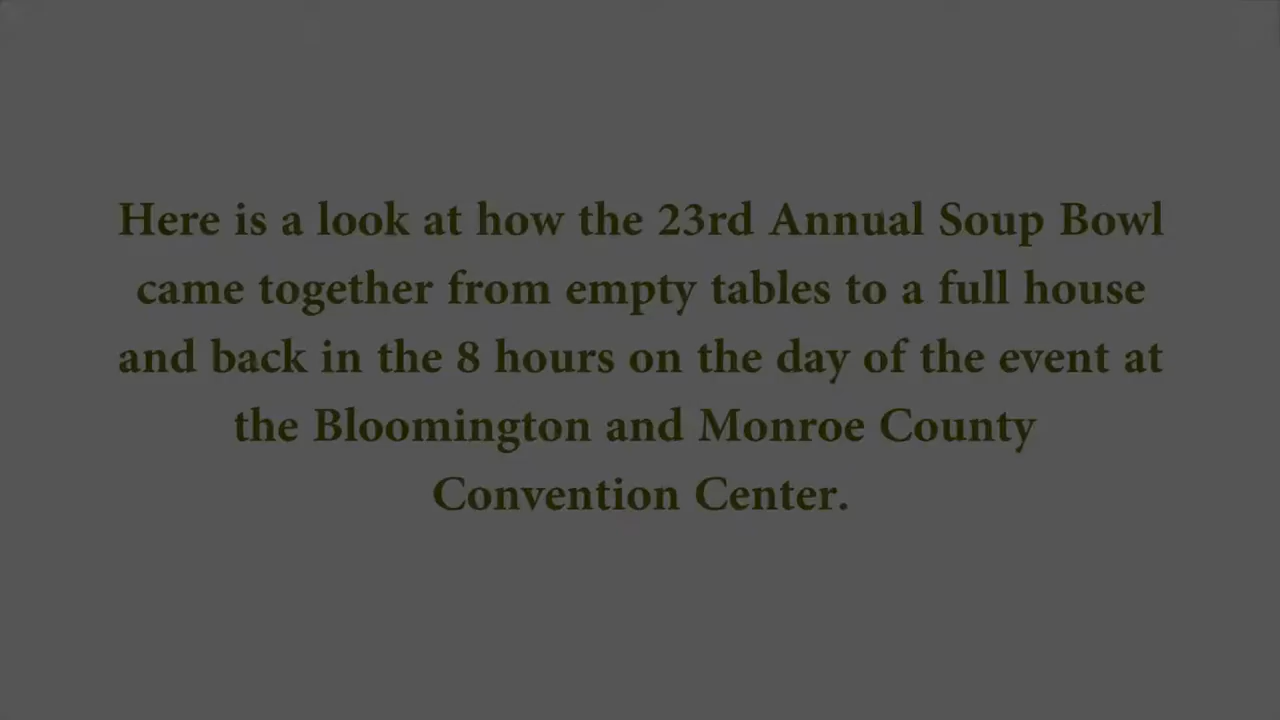 Here is a look at how the 23rd Annual Soup Bowl
came together from empty tables to a full house
and back in the 8 hours on the day of the event at
the Bloomington and Monroe County
Convention Center.